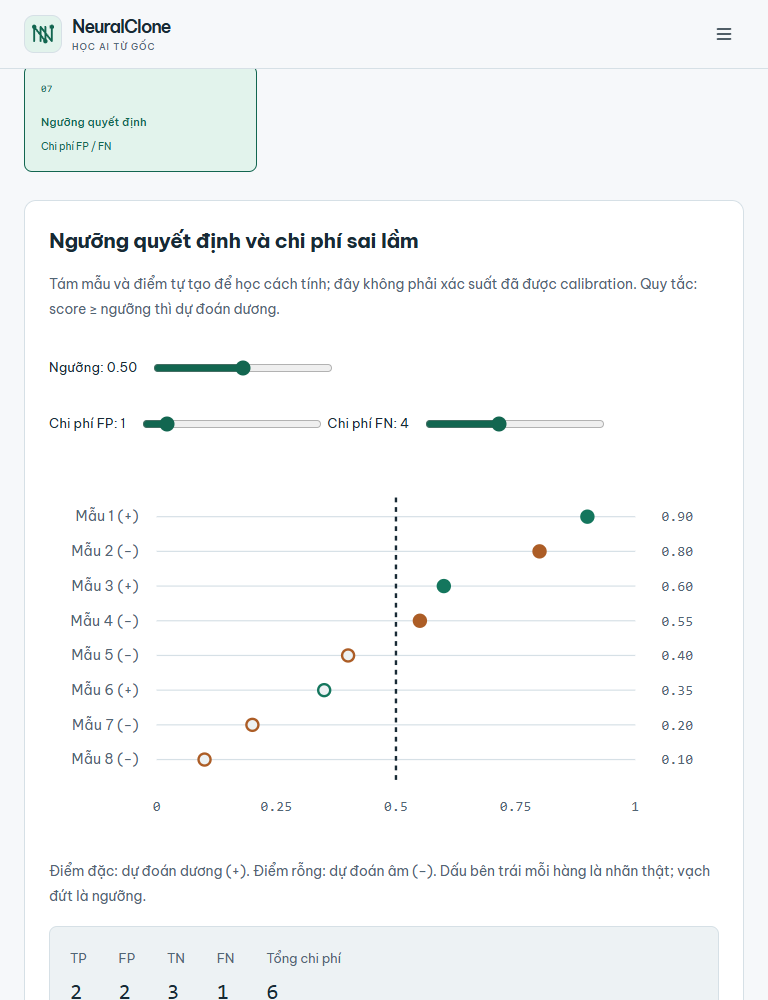 NeuralClone
HỌC AI TỪ GỐC
07
Ngưỡng quyết định
Chi phí FP / FN
Ngưỡng quyết định và chi phí sai lầm
Tám mẫu và điểm tự tạo để học cách tính; đây không phải xác suất đã được calibration. Quy tắc:
score ≥ ngưỡng thì dự đoán dương.
Ngưỡng: 0.50
Chi phí FP: 1 Chi phí FN: 4
Mẫu 1 (+) 0.90
Mẫu 2 (−) 0.80
Mẫu 3 (+) 0.60
Mẫu 4 (−) 0.55
Mẫu 5 (−) 0.40
Mẫu 6 (+) 0.35
Mẫu 7 (−) 0.20
Mẫu 8 (−) 0.10
0 0.25 0.5 0.75 1
Điểm đặc: dự đoán dương (+). Điểm rỗng: dự đoán âm (−). Dấu bên trái mỗi hàng là nhãn thật; vạch
đứt là ngưỡng.
TP FP TN FN Tổng chi phí
2 2 3 1 6